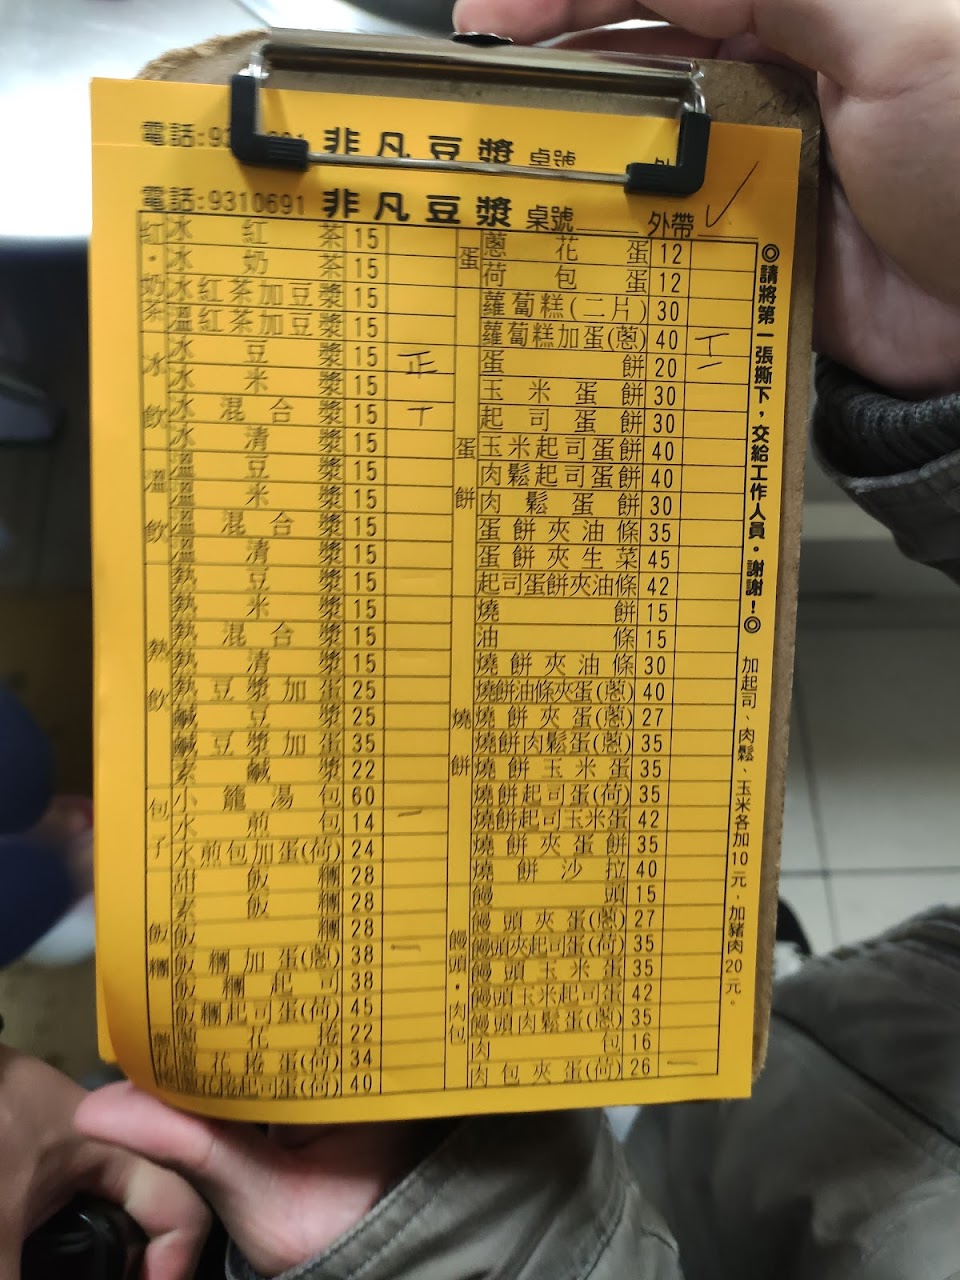 非凡豆漿 桌號
電話:9310691 非凡豆漿 桌號 外帶 ✓
紅・奶茶
冰紅茶 15
冰奶茶 15
冰紅茶加豆漿 15
溫紅茶加豆漿 15
冰飲
冰豆漿 15 正
冰米漿 15
冰混合漿 15 丅
冰清漿 15
溫飲
溫豆漿 15
溫米漿 15
溫混合漿 15
溫清漿 15
熱飲
熱豆漿 15
熱米漿 15
熱混合漿 15
熱清漿 15
熱豆漿加蛋 25
鹹豆漿 25
鹹豆漿加蛋 35
素鹹漿 22
包子
小籠湯包 60
水煎包 14 一
水煎包加蛋(荷) 24
飯糰
甜飯糰 28
素飯糰 28
飯糰 28
飯糰加蛋(蔥) 38 一
飯糰起司 38
飯糰起司蛋(荷) 45
花捲 22
花捲蛋(荷) 34
花捲起司蛋(荷) 40
蛋
蔥花蛋 12
荷包蛋 12
蘿蔔糕(二片) 30
蘿蔔糕加蛋(蔥) 40 丅
蛋餅
蛋餅 20 一
玉米蛋餅 30
起司蛋餅 30
玉米起司蛋餅 40
肉鬆起司蛋餅 40
肉鬆蛋餅 30
蛋餅夾油條 35
蛋餅夾生菜 45
起司蛋餅夾油條 42
燒餅
燒餅 15
油條 15
燒餅夾油條 30
燒餅油條夾蛋(蔥) 40
燒餅夾蛋(蔥) 27
燒餅肉鬆蛋(蔥) 35
燒餅玉米蛋 35
燒餅起司蛋(荷) 35
燒餅起司玉米蛋 42
燒餅夾蛋餅 35
燒餅沙拉 40
饅頭・肉包
饅頭 15
饅頭夾蛋(蔥) 27
饅頭夾起司蛋(荷) 35
饅頭玉米蛋 35
饅頭玉米起司蛋 42
饅頭肉鬆蛋(蔥) 35
肉包 16
肉包夾蛋(荷) 26 一
◎請將第一張撕下，交給工作人員。謝謝！◎
加起司、肉鬆、玉米各加10元，加豬肉20元。